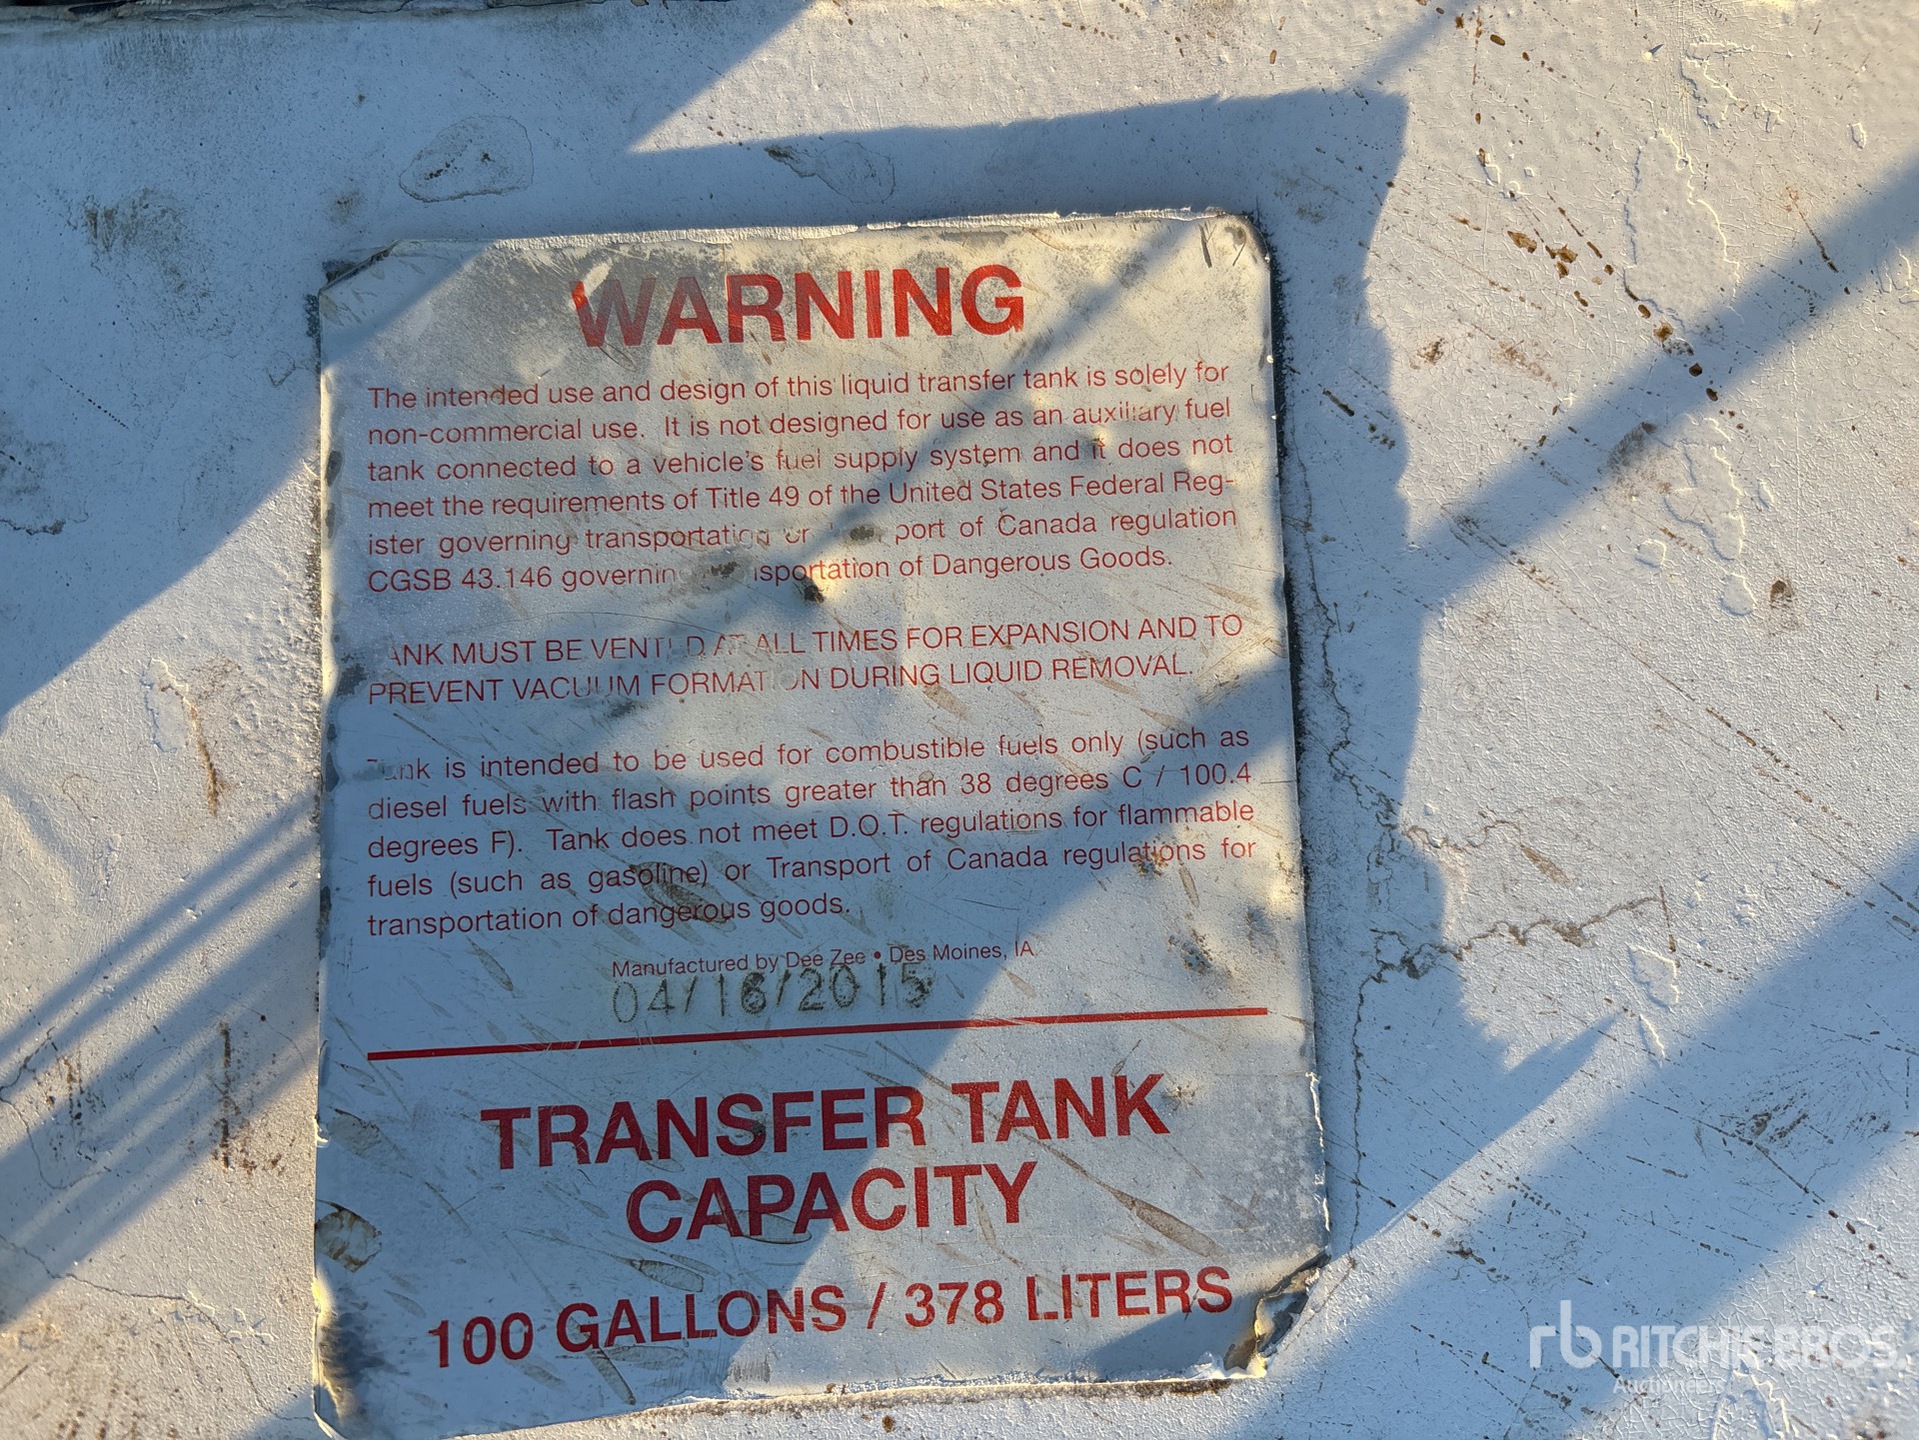 WARNING
The intended use and design of this liquid transfer tank is solely for
non-commercial use. It is not designed for use as an auxiliary fuel
tank connected to a vehicle's fuel supply system and it does not
meet the requirements of Title 49 of the United States Federal Reg-
ister governing transportation or port of Canada regulation
CGSB 43.146 governing of Dangerous Goods.
TANK MUST BE VENTED AT ALL TIMES FOR EXPANSION AND TO
PREVENT VACUUM FORMATION DURING LIQUID REMOVAL.
Tank is intended to be used for combustible fuels only (such as
diesel fuels with flash points greater than 38 degrees C / 100.4
degrees F). Tank does not meet D.O.T. regulations for flammable
fuels (such as gasoline) or Transport of Canada regulations for
transportation of dangerous goods.
Manufactured by Dee Zee • Des Moines, IA
04/16/2015
TRANSFER TANK
CAPACITY
100 GALLONS / 378 LITERS
rb RITCHIE BROS.
Auctioneers